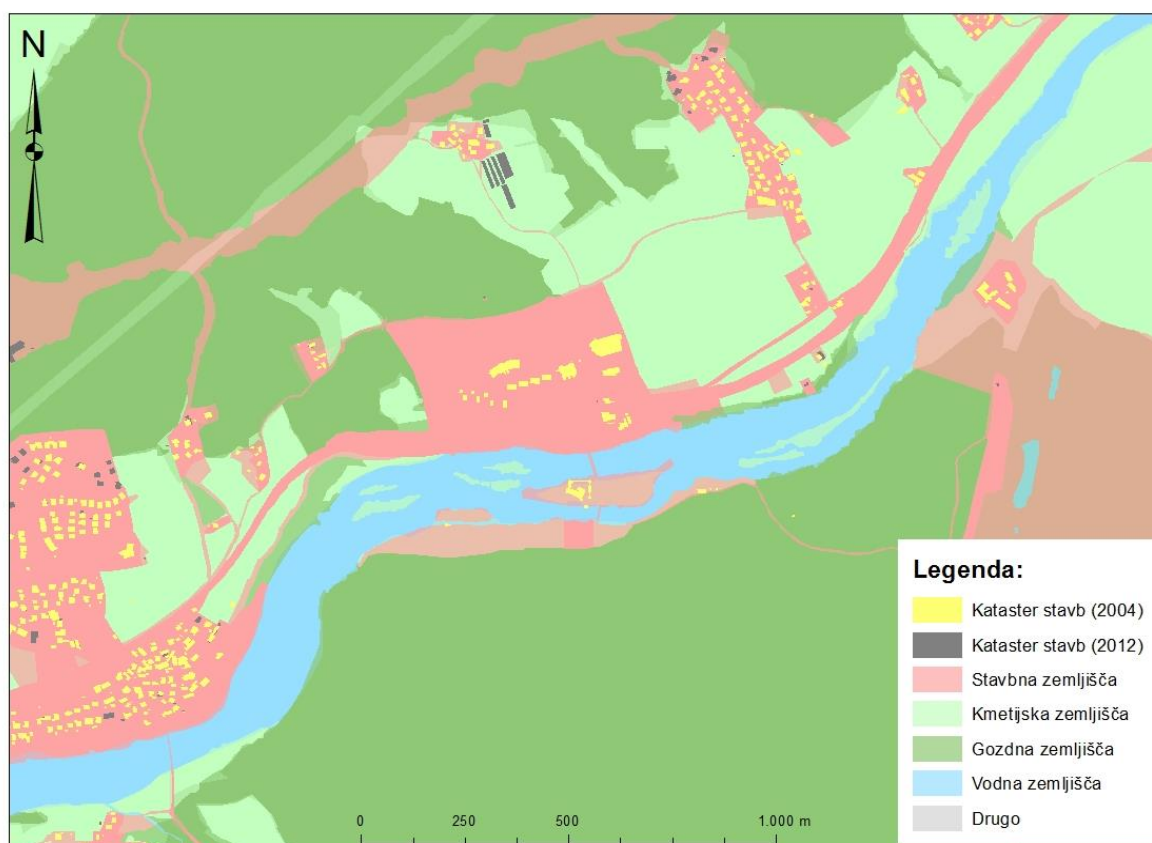 N
Legenda:
Kataster stavb (2004)
Kataster stavb (2012)
Stavbna zemljišča
Kmetijska zemljišča
Gozdna zemljišča
Vodna zemljišča
Drugo
0 250 500 1.000 m